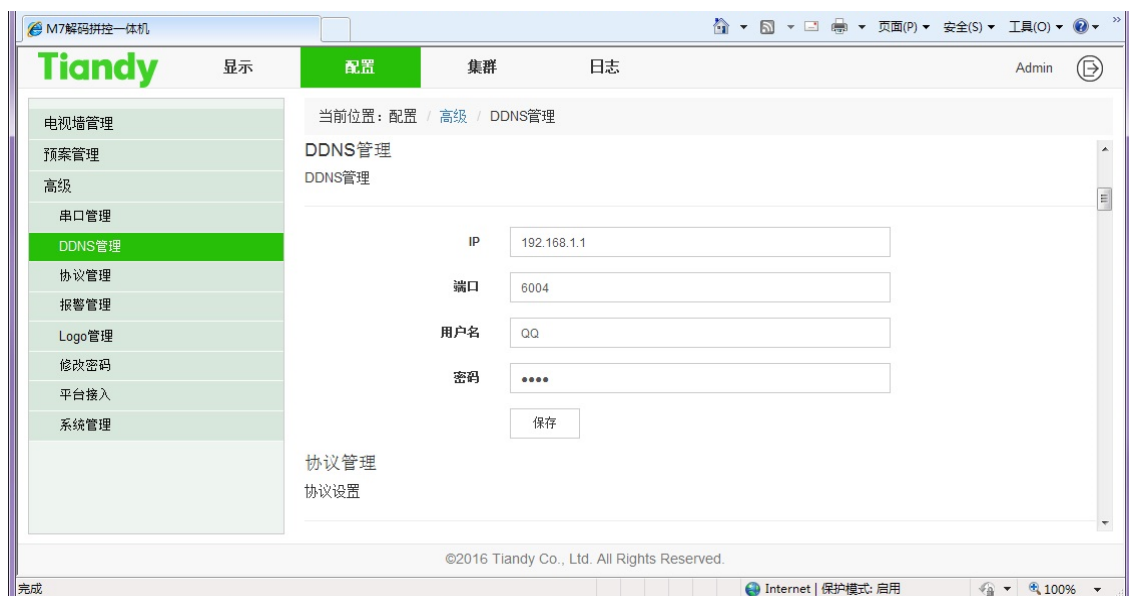 M7解码拼控一体机
页面(P) 安全(S) 工具(O)
Tiandy 显示 配置 集群 日志 Admin
电视墙管理
预案管理
高级
串口管理
DDNS管理
协议管理
报警管理
Logo管理
修改密码
平台接入
系统管理
当前位置：配置 / 高级 / DDNS管理
DDNS管理
DDNS管理
IP 192.168.1.1
端口 6004
用户名 QQ
密码 ••••
保存
协议管理
协议设置
©2016 Tiandy Co., Ltd. All Rights Reserved.
完成 Internet | 保护模式: 启用 100%